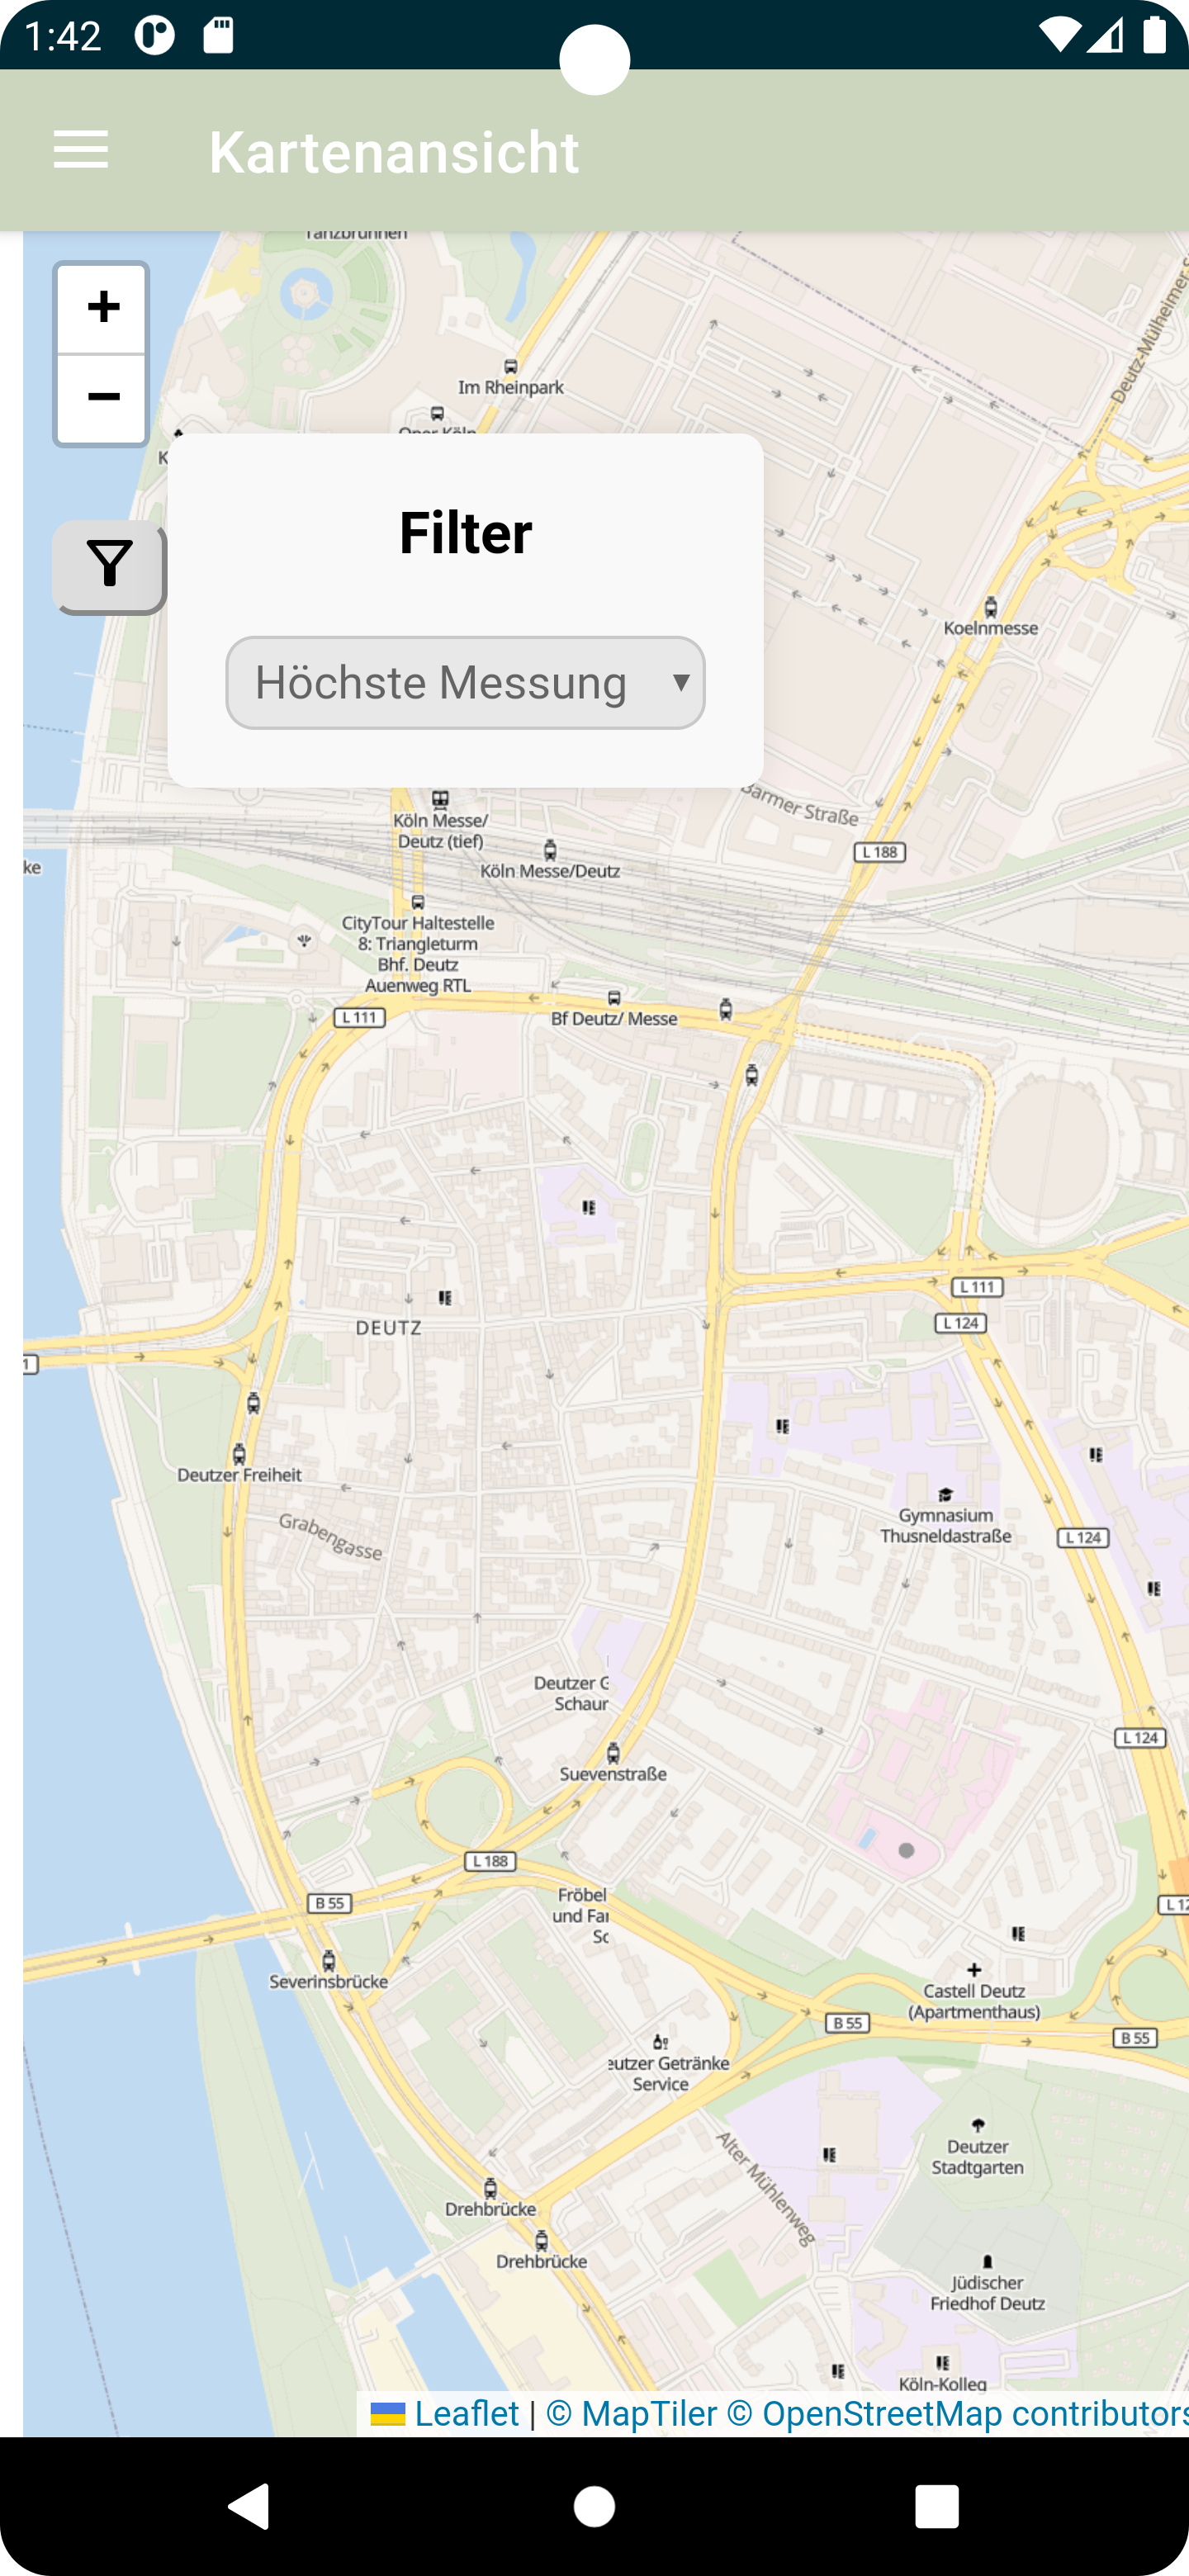 1:42
Kartenansicht
Tanzbrunnen
Deutz-Mülheimer
+
−
Im Rheinpark
Oper Köln
Filter
Höchste Messung
Koelnmesse
Barmer Straße
Köln Messe/
Deutz (tief)
L 188
Köln Messe/Deutz
ke
CityTour Haltestelle
8: Triangleturm
Bhf. Deutz
Auenweg RTL
L 111
Bf Deutz/ Messe
L 111
L 124
DEUTZ
1
Deutzer Freiheit
Grabengasse
Gymnasium
Thusneldastraße
L 124
Deutzer G
Schaur
L 124
Suevenstraße
L 188
B 55
Fröbel
und Far
Sc
L 12
Severinsbrücke
Castell Deutz
(Apartmenthaus)
B 55
B 55
eutzer Getränke
Service
Alter Mühlenweg
Deutzer
Stadtgarten
Drehbrücke
Drehbrücke
Jüdischer
Friedhof Deutz
Köln-Kolleg
Leaflet | © MapTiler © OpenStreetMap contributors